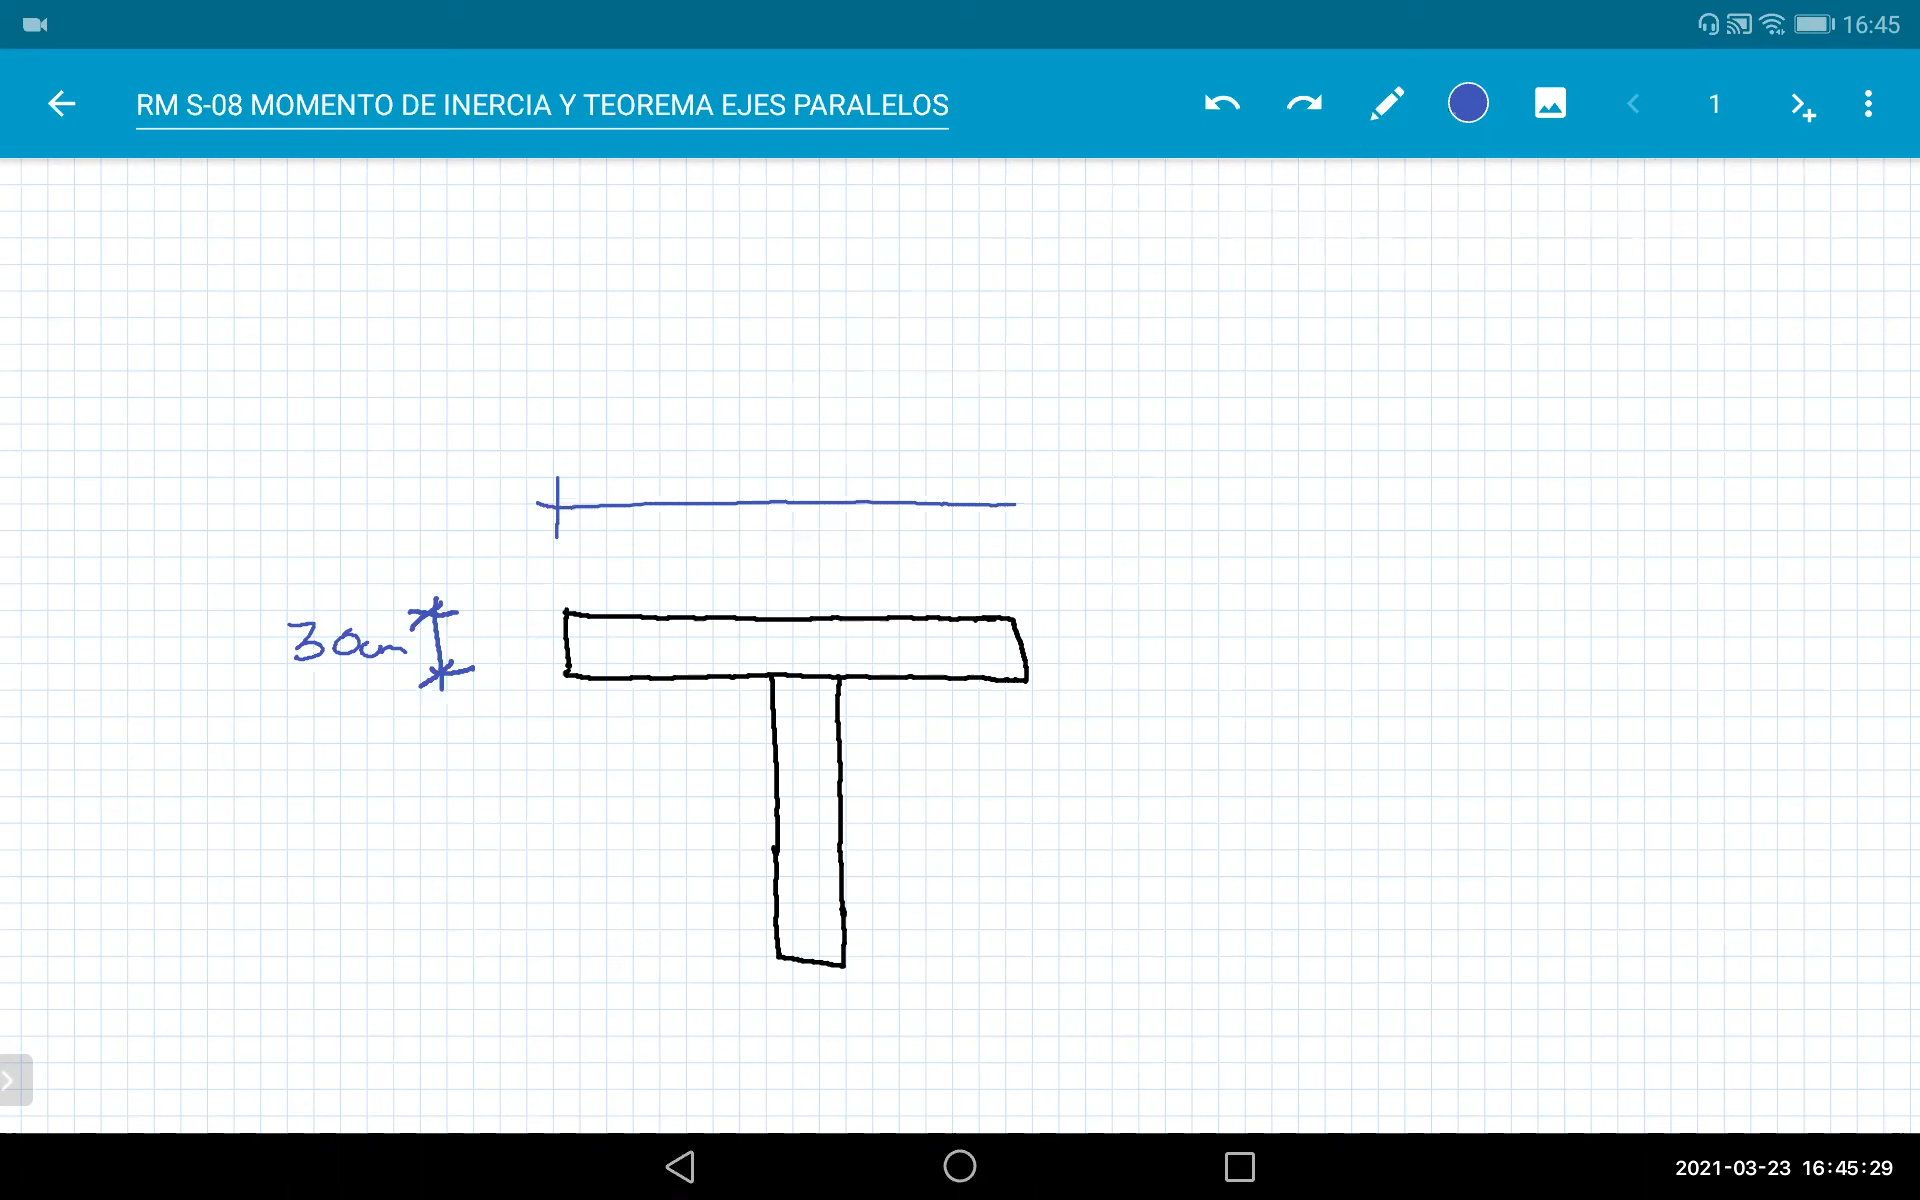 16:45
RM S-08 MOMENTO DE INERCIA Y TEOREMA EJES PARALELOS
1
30cm
2021-03-23 16:45:29